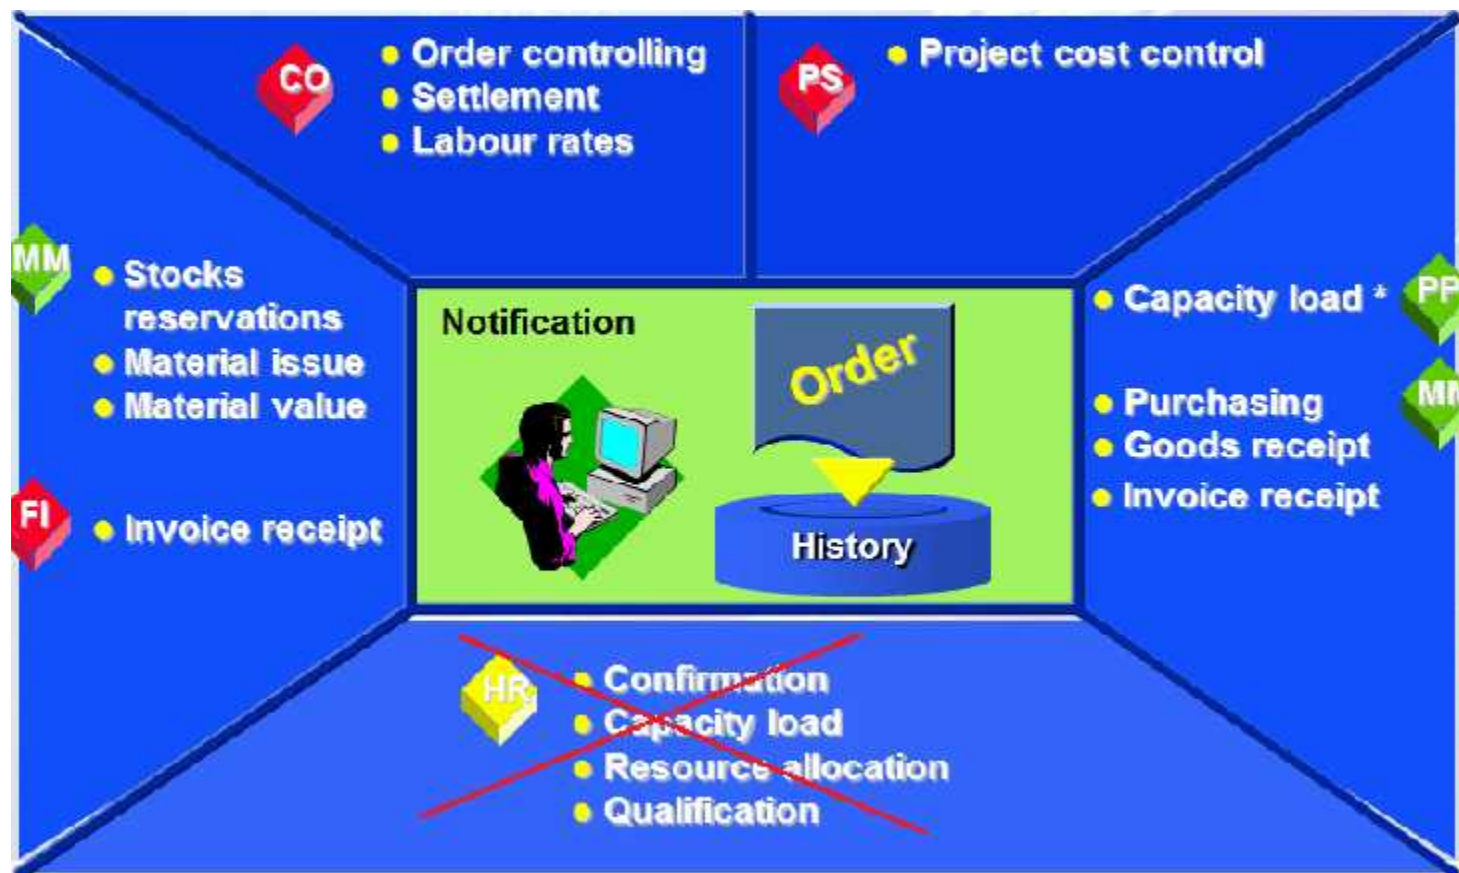 CO
Order controlling
Settlement
Labour rates
PS
Project cost control
MM
Stocks
reservations
Material issue
Material value
FI
Invoice receipt
Notification
Order
History
Capacity load *
PP
MM
Purchasing
Goods receipt
Invoice receipt
HR
Confirmation
Capacity load
Resource allocation
Qualification